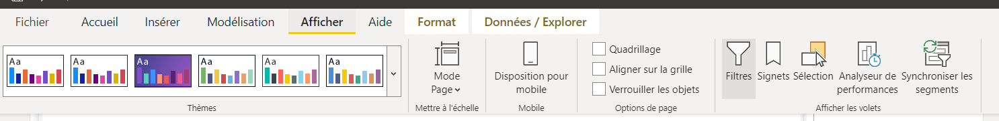 Fichier Accueil Insérer Modélisation Afficher Aide Format Données / Explorer
Aa Aa Aa Aa Aa Aa
Thèmes
Mode
Page
Mettre à l'échelle
Disposition pour
mobile
Mobile
Quadrillage
Aligner sur la grille
Verrouiller les objets
Options de page
Filtres
Signets
Sélection
Analyseur de
performances
Synchroniser les
segments
Afficher les volets